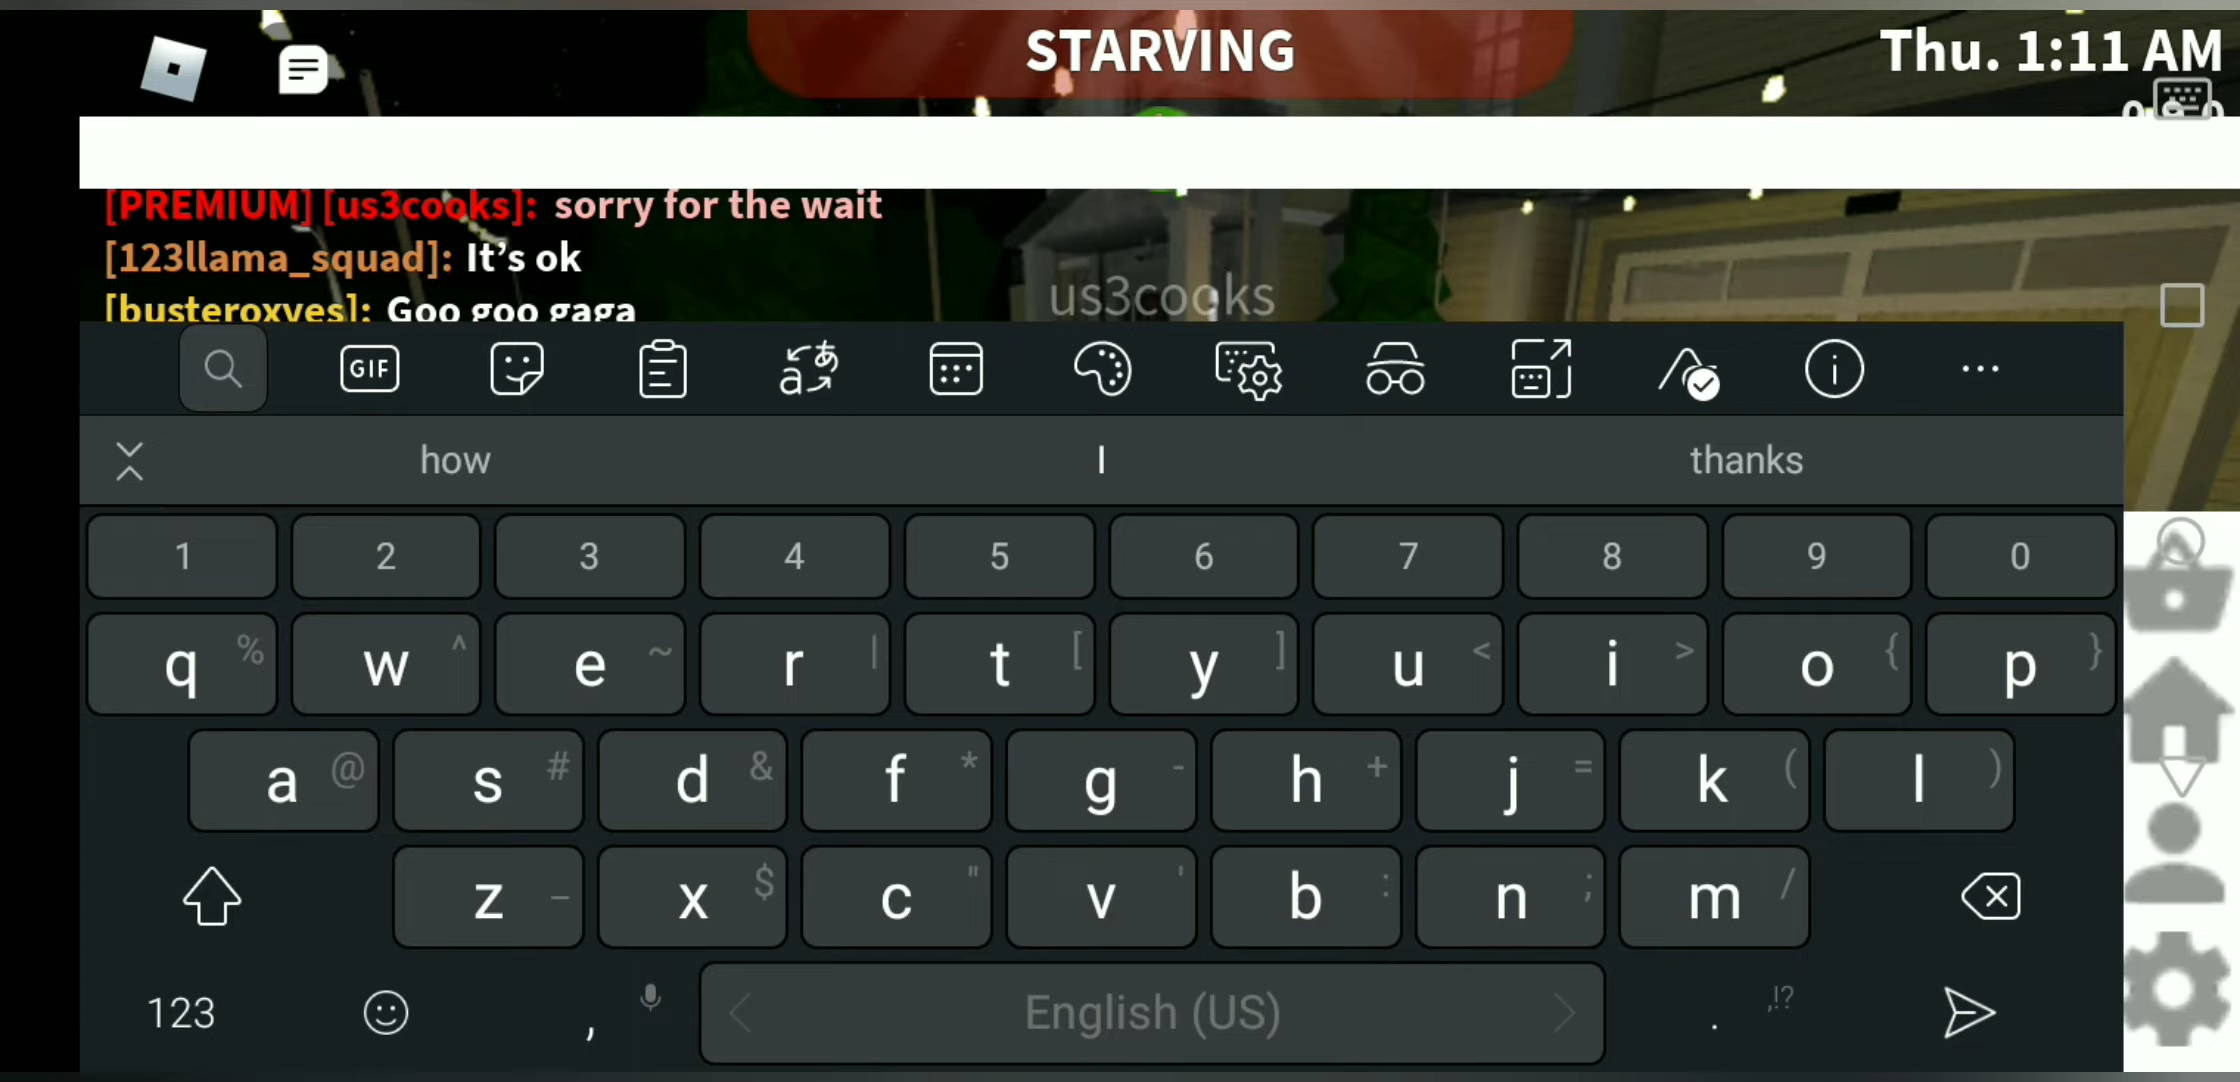 STARVING
Thu. 1:11 AM
[PREMIUM] [us3cooks]: sorry for the wait
[123llama_squad]: It’s ok
[busteroxyes]: Goo goo gaga
us3cooks
GIF
how I thanks
1 2 3 4 5 6 7 8 9 0
q % w ^ e ~ r | t [ y ] u < i > o { p }
a @ s # d & f * g - h + j = k ( l )
z _ x $ c " v ' b : n ; m /
123 , English (US) . ,!?